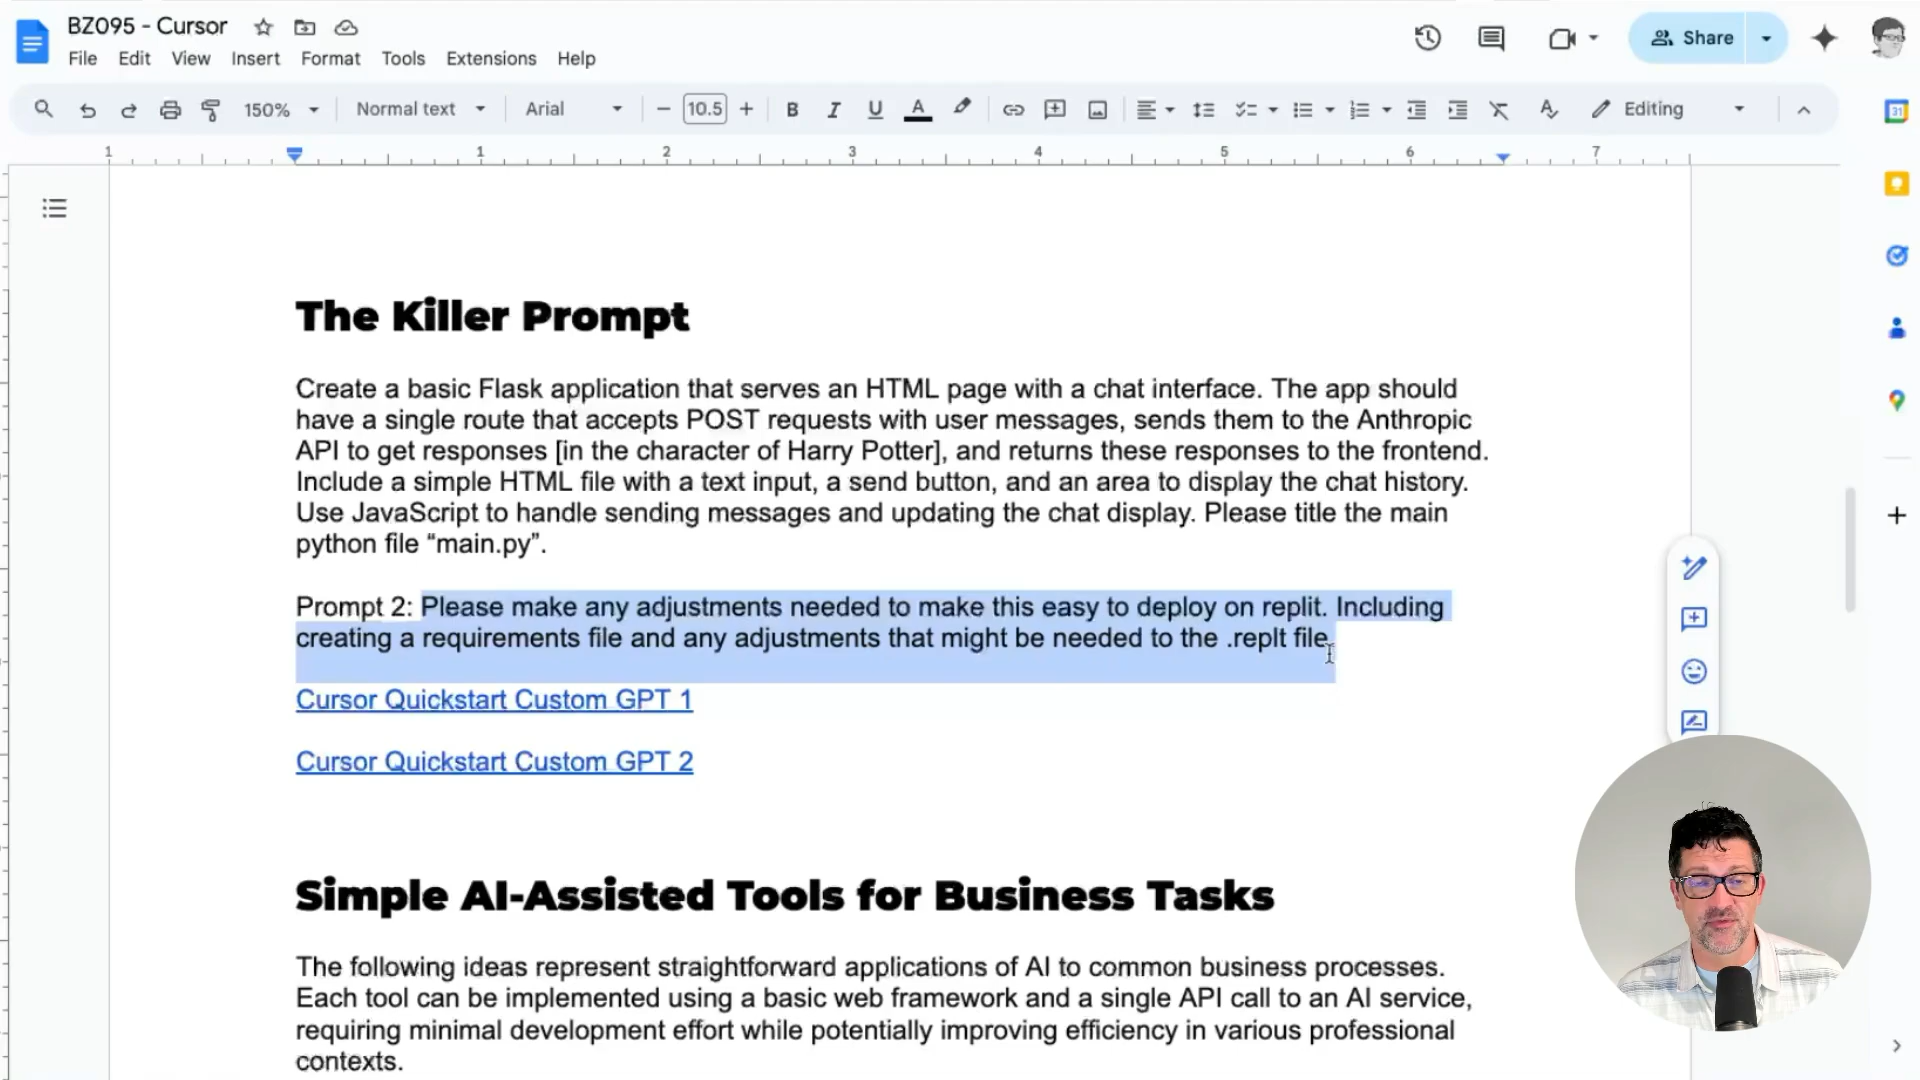 BZ095 - Cursor
File Edit View Insert Format Tools Extensions Help
Share
150% Normal text Arial 10.5 B I U A Editing
1 1 2 3 4 5 6 7
31
The Killer Prompt
Create a basic Flask application that serves an HTML page with a chat interface. The app should
have a single route that accepts POST requests with user messages, sends them to the Anthropic
API to get responses [in the character of Harry Potter], and returns these responses to the frontend.
Include a simple HTML file with a text input, a send button, and an area to display the chat history.
Use JavaScript to handle sending messages and updating the chat display. Please title the main
python file “main.py”.
Prompt 2: Please make any adjustments needed to make this easy to deploy on replit. Including
creating a requirements file and any adjustments that might be needed to the .replt file.
Cursor Quickstart Custom GPT 1
Cursor Quickstart Custom GPT 2
Simple AI-Assisted Tools for Business Tasks
The following ideas represent straightforward applications of AI to common business processes.
Each tool can be implemented using a basic web framework and a single API call to an AI service,
requiring minimal development effort while potentially improving efficiency in various professional
contexts.